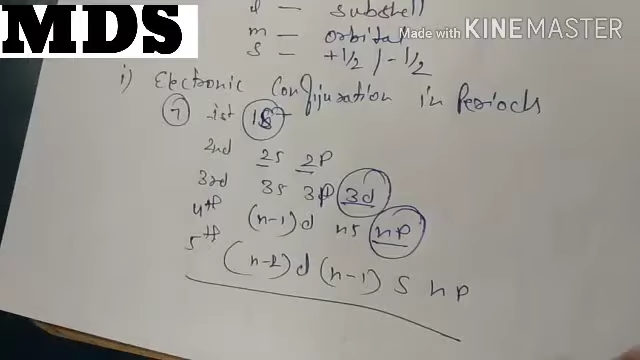 MDS
l — subshell
m — orbital
Made with KINEMASTER
s — +1/2 / -1/2
i) Electronic Configuration in Periods
7 1st 1s
2nd 2s 2p
3rd 3s 3p 3d
4th (n-1)d ns np
5th (n-2)d (n-1)s np